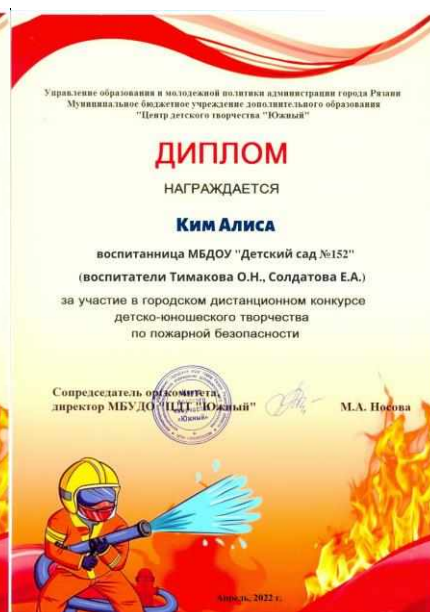 Управление образования и молодежной политики администрации города Рязани
Муниципальное бюджетное учреждение дополнительного образования
"Центр детского творчества "Южный"
ДИПЛОМ
НАГРАЖДАЕТСЯ
Ким Алиса
воспитанница МБДОУ "Детский сад №152"
(воспитатели Тимакова О.Н., Солдатова Е.А.)
за участие в городском дистанционном конкурсе
детско-юношеского творчества
по пожарной безопасности
Сопредседатель оргкомитета,
директор МБУДО "ЦДТ "Южный" М.А. Носова
«Южный»
Апрель, 2022 г.